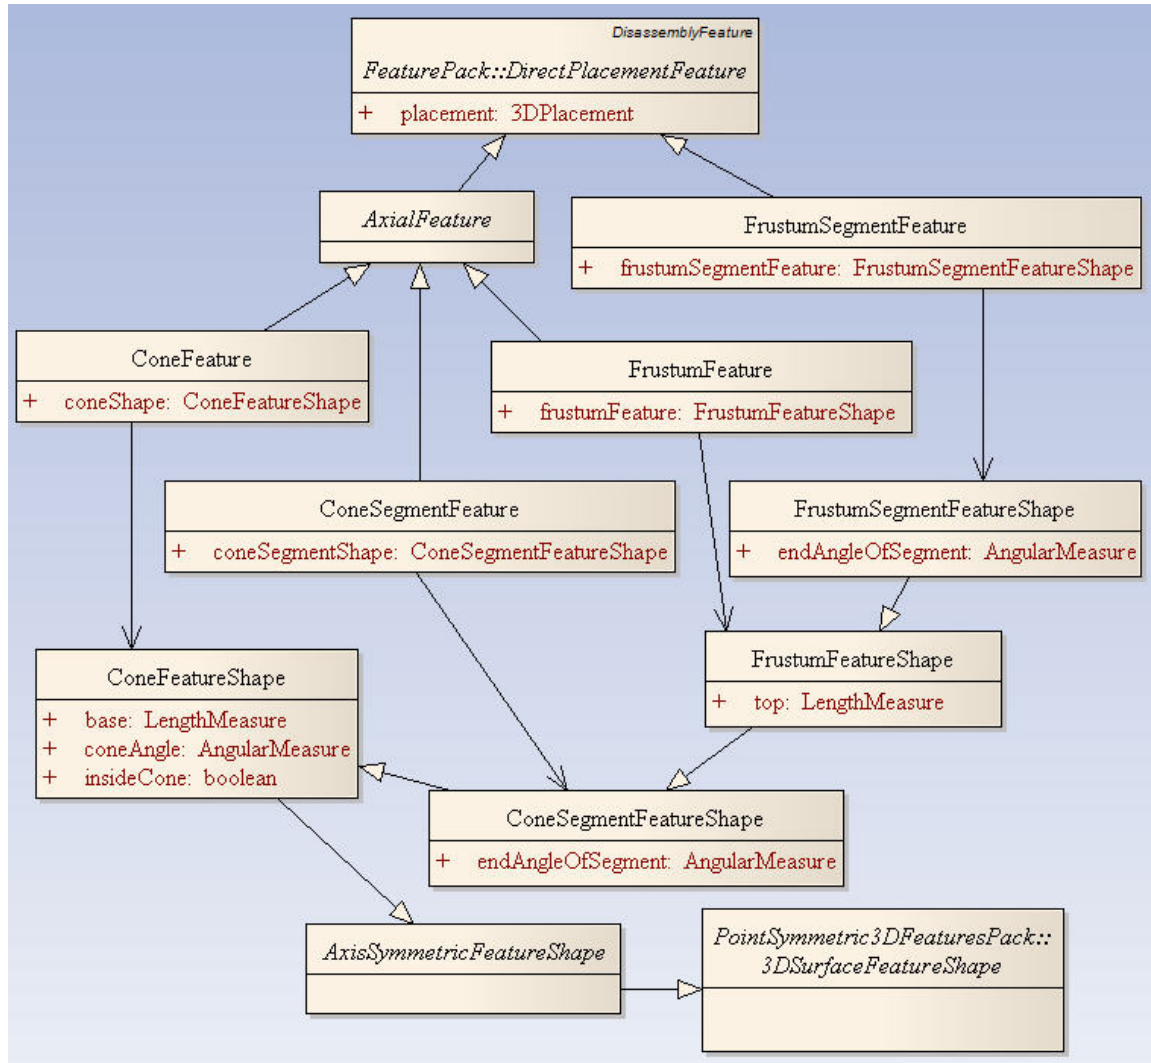 DisassemblyFeature
FeaturePack::DirectPlacementFeature
+ placement: 3DPlacement
AxialFeature
FrustumSegmentFeature
+ frustumSegmentFeature: FrustumSegmentFeatureShape
ConeFeature
+ coneShape: ConeFeatureShape
FrustumFeature
+ frustumFeature: FrustumFeatureShape
ConeSegmentFeature
+ coneSegmentShape: ConeSegmentFeatureShape
FrustumSegmentFeatureShape
+ endAngleOfSegment: AngularMeasure
ConeFeatureShape
+ base: LengthMeasure
+ coneAngle: AngularMeasure
+ insideCone: boolean
FrustumFeatureShape
+ top: LengthMeasure
ConeSegmentFeatureShape
+ endAngleOfSegment: AngularMeasure
AxisSymmetricFeatureShape
PointSymmetric3DFeaturesPack::
3DSurfaceFeatureShape